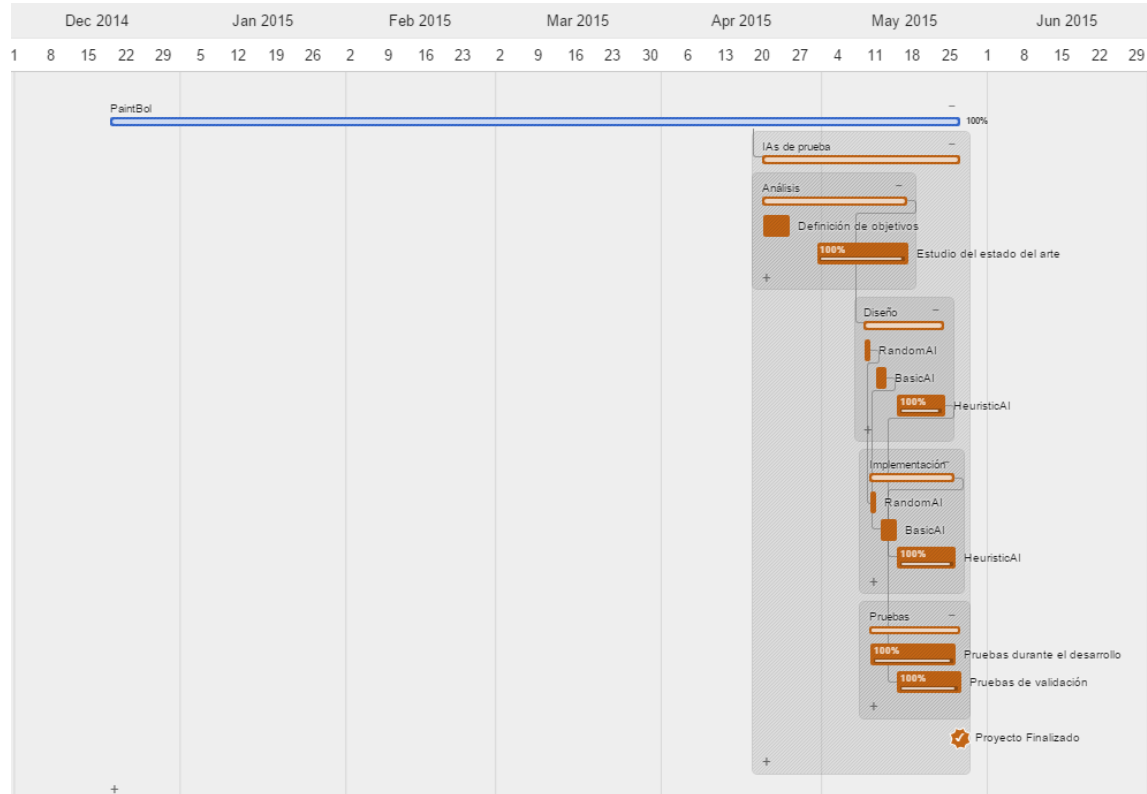 Dec 2014 Jan 2015 Feb 2015 Mar 2015 Apr 2015 May 2015 Jun 2015
1 8 15 22 29 5 12 19 26 2 9 16 23 2 9 16 23 30 6 13 20 27 4 11 18 25 1 8 15 22 29
PaintBol
100%
IAs de prueba
Análisis
Definición de objetivos
100% Estudio del estado del arte
Diseño
RandomAI
BasicAI
100% HeuristicAI
Implementación
RandomAI
BasicAI
100% HeuristicAI
Pruebas
100% Pruebas durante el desarrollo
100% Pruebas de validación
Proyecto Finalizado